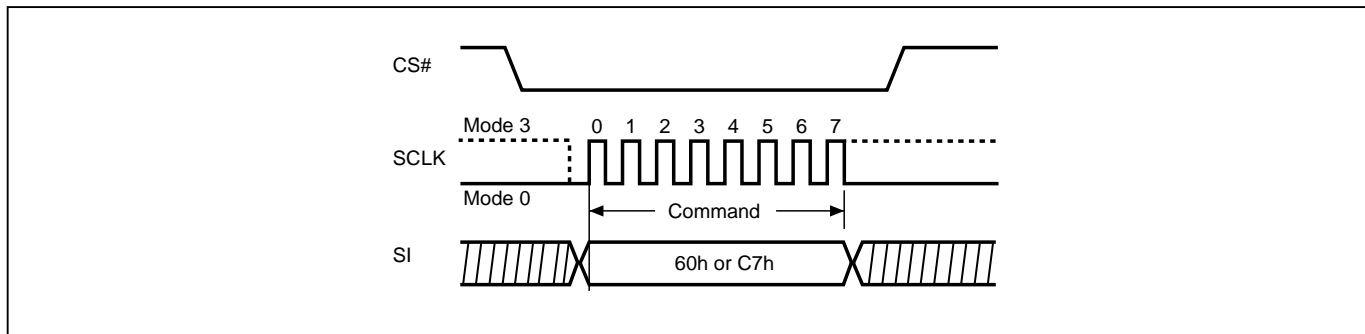 CS#
Mode 3 0 1 2 3 4 5 6 7
SCLK
Mode 0
Command
SI 60h or C7h